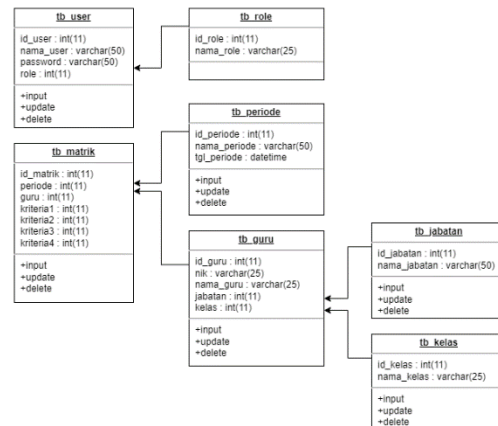 tb_user
id_user : int(11)
nama_user : varchar(50)
password : varchar(50)
role : int(11)
+input
+update
+delete
tb_role
id_role : int(11)
nama_role : varchar(25)
tb_matrik
id_matrik : int(11)
periode : int(11)
guru : int(11)
kriteria1 : int(11)
kriteria2 : int(11)
kriteria3 : int(11)
kriteria4 : int(11)
+input
+update
+delete
tb_periode
id_periode : int(11)
nama_periode : varchar(50)
tgl_periode : datetime
+input
+update
+delete
tb_guru
id_guru : int(11)
nik : varchar(25)
nama_guru : varchar(25)
jabatan : int(11)
kelas : int(11)
+input
+update
+delete
tb_jabatan
id_jabatan : int(11)
nama_jabatan : varchar(50)
+input
+update
+delete
tb_kelas
id_kelas : int(11)
nama_kelas : varchar(25)
+input
+update
+delete